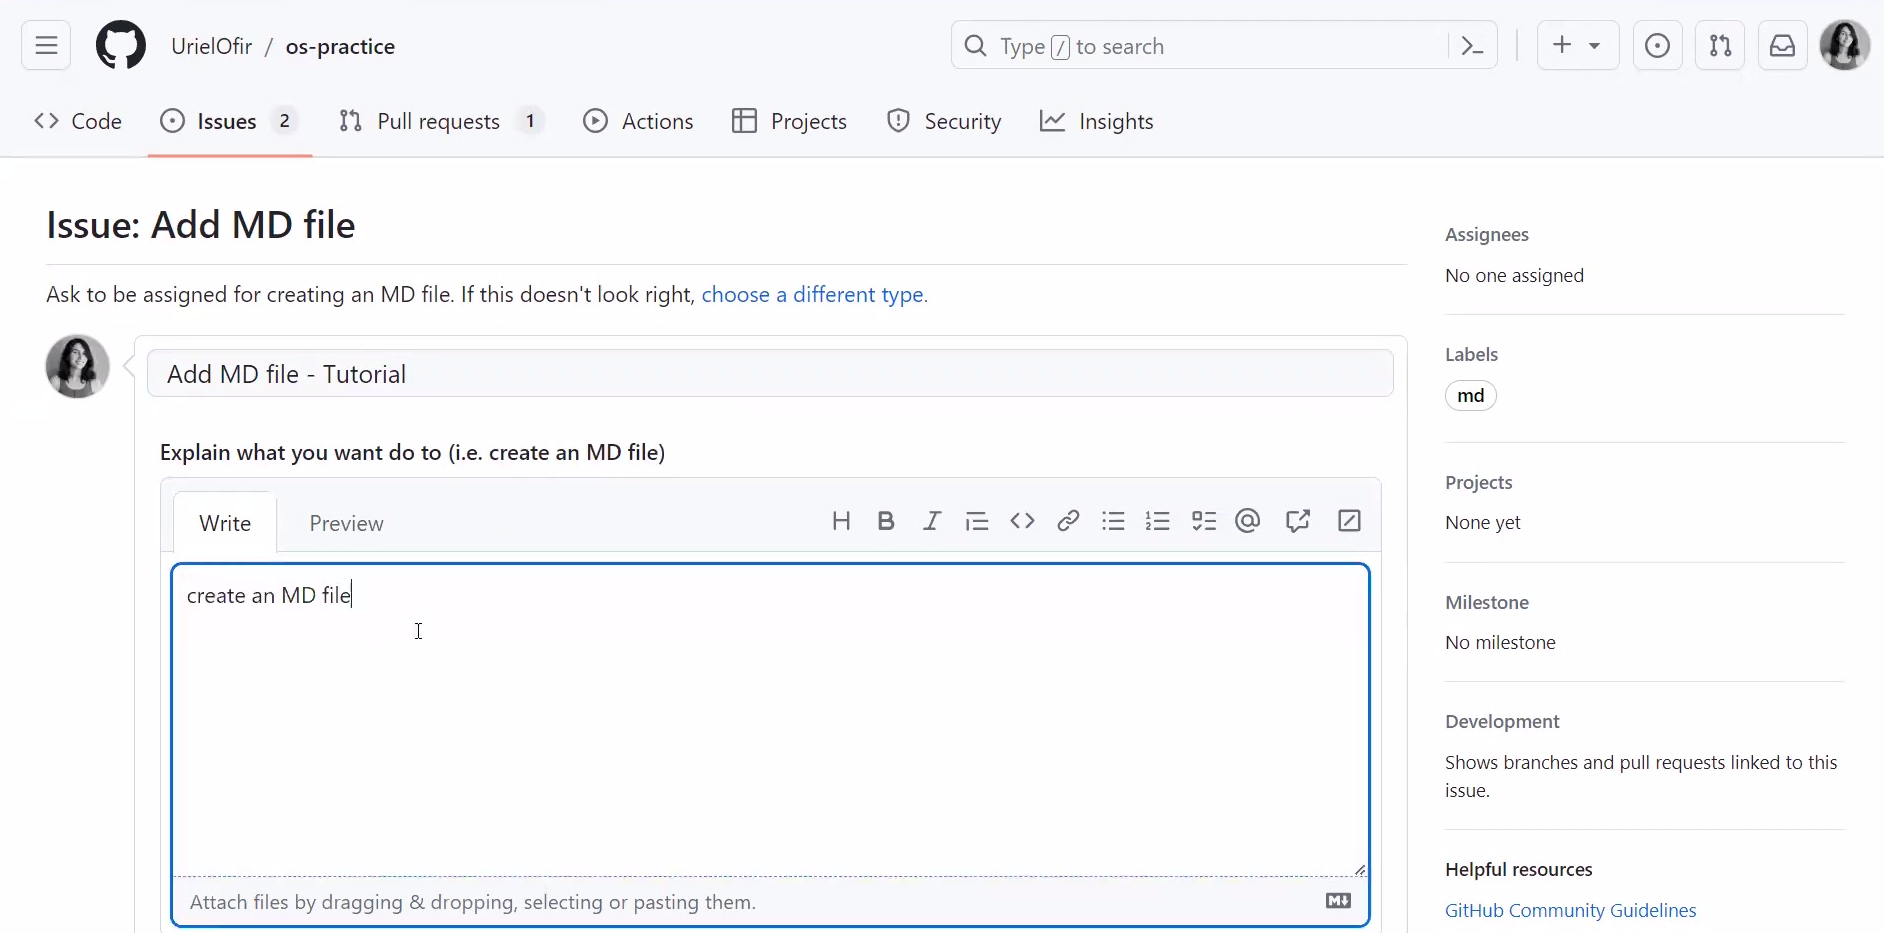 UrielOfir / os-practice
Type / to search
Code
Issues 2
Pull requests 1
Actions
Projects
Security
Insights
Issue: Add MD file
Ask to be assigned for creating an MD file. If this doesn't look right, choose a different type.
Add MD file - Tutorial
Explain what you want do to (i.e. create an MD file)
Write
Preview
create an MD file
Attach files by dragging & dropping, selecting or pasting them.
Assignees
No one assigned
Labels
md
Projects
None yet
Milestone
No milestone
Development
Shows branches and pull requests linked to this
issue.
Helpful resources
GitHub Community Guidelines